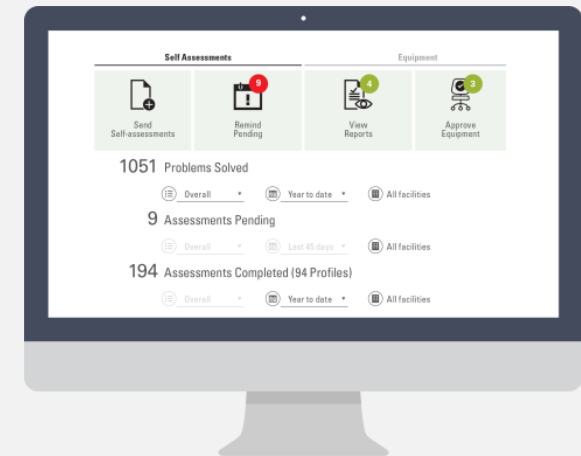 Self Assessments
Equipment
9
4
3
Send
Self-assessments
Remind
Pending
View
Reports
Approve
Equipment
1051 Problems Solved
Overall Year to date All facilities
9 Assessments Pending
Overall Last 45 days All facilities
194 Assessments Completed (94 Profiles)
Overall Year to date All facilities